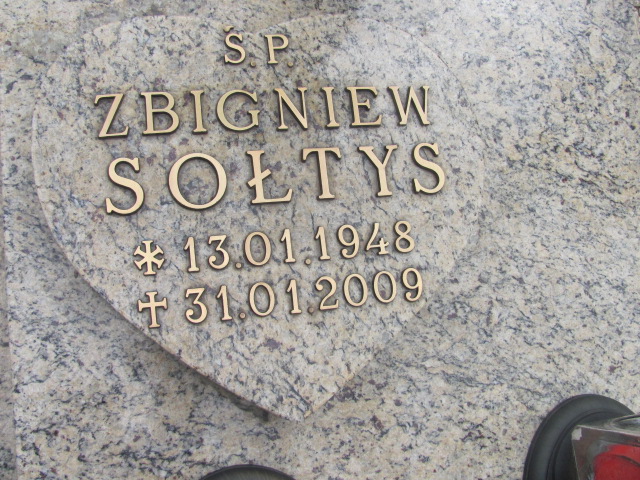 Ś.P.
ZBIGNIEW
SOŁTYS
* 13.01.1948
✝ 31.01.2009